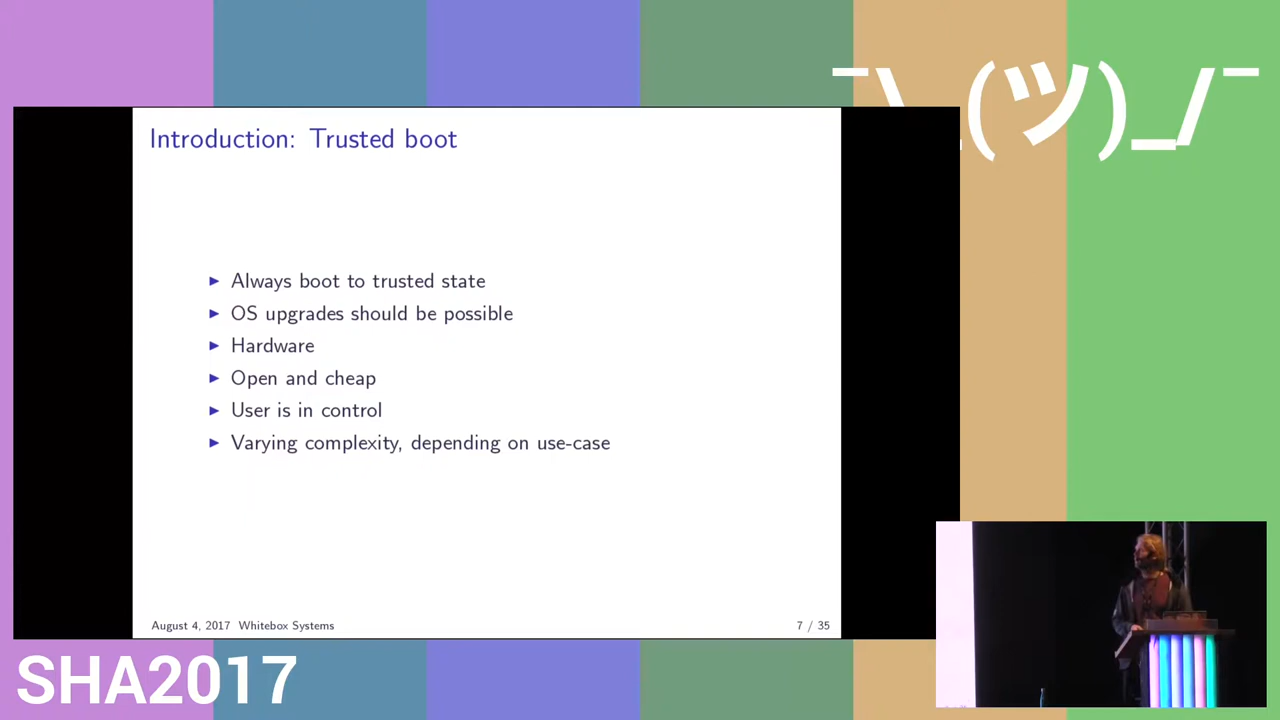 ¯\_(ツ)_/¯
Introduction: Trusted boot
Always boot to trusted state
OS upgrades should be possible
Hardware
Open and cheap
User is in control
Varying complexity, depending on use-case
August 4, 2017 Whitebox Systems 7 / 35
SHA2017